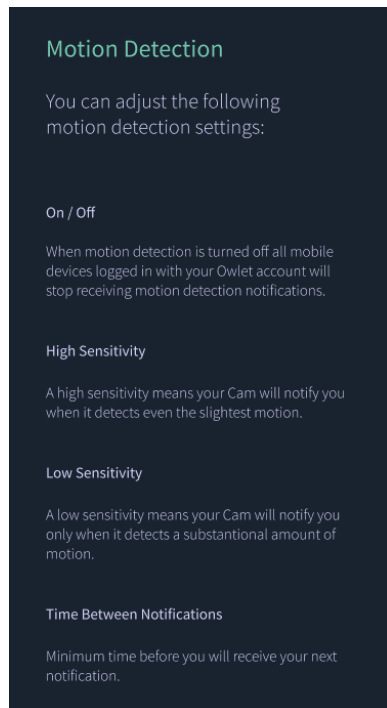 Motion Detection
You can adjust the following
motion detection settings:
On / Off
When motion detection is turned off all mobile
devices logged in with your Owlet account will
stop receiving motion detection notifications.
High Sensitivity
A high sensitivity means your Cam will notify you
when it detects even the slightest motion.
Low Sensitivity
A low sensitivity means your Cam will notify you
only when it detects a substantional amount of
motion.
Time Between Notifications
Minimum time before you will receive your next
notification.